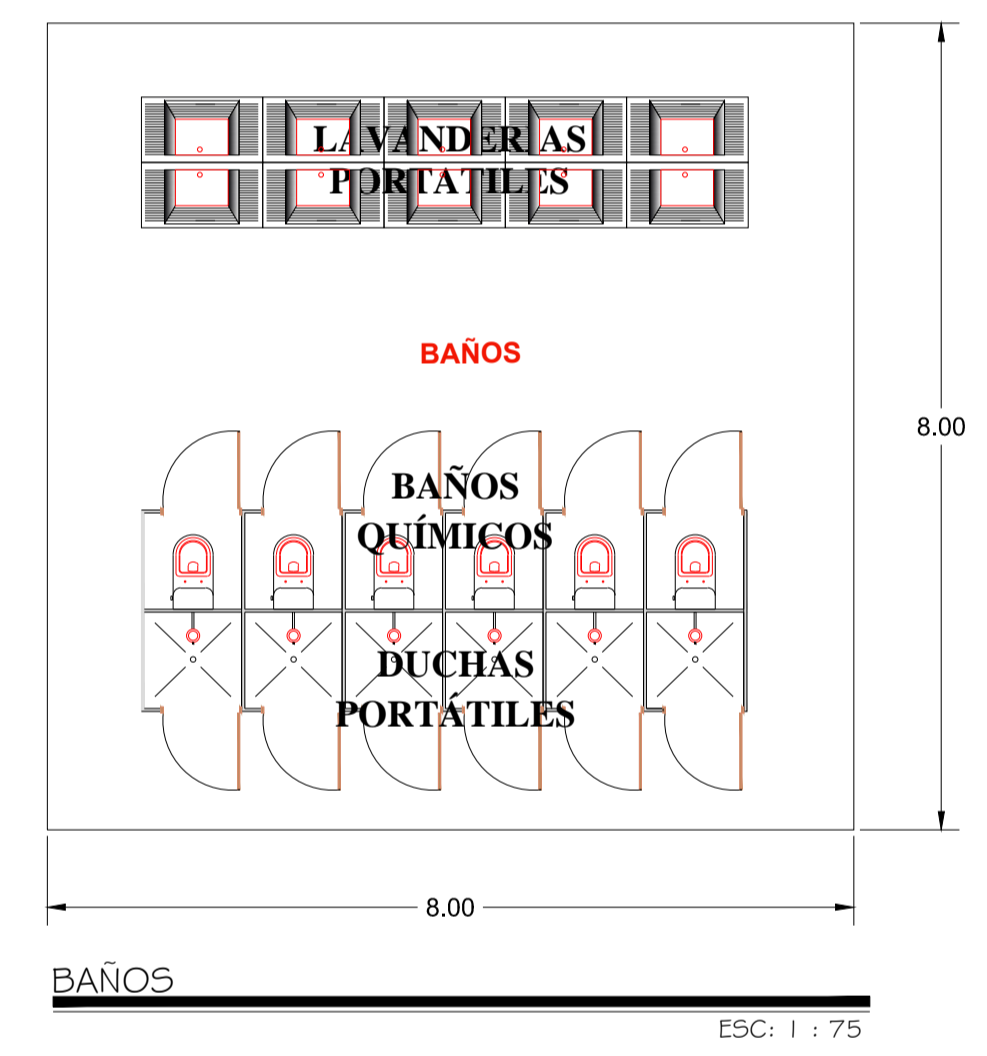 LAVANDERIAS
PORTATILES
BAÑOS
8.00
BAÑOS
QUÍMICOS
DUCHAS
PORTÁTILES
8.00
BAÑOS
ESC: 1 : 75